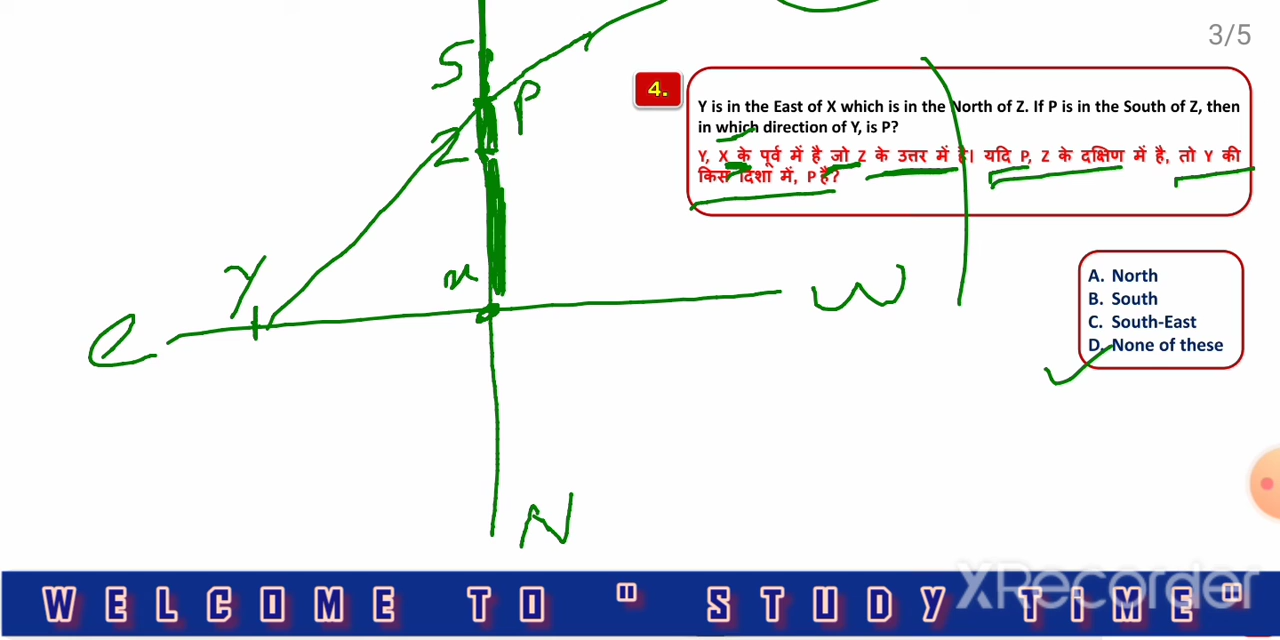 3/5
S
P
Z
4.
Y is in the East of X which is in the North of Z. If P is in the South of Z, then
in which direction of Y, is P?
Y, X के पूर्व में है जो Z के उत्तर में है। यदि P, Z के दक्षिण में है, तो Y की
किस दिशा में, P है?
Y
x
e
W
A. North
B. South
C. South-East
D. None of these
N
XRecorder
WELCOME TO " STUDY TiME "